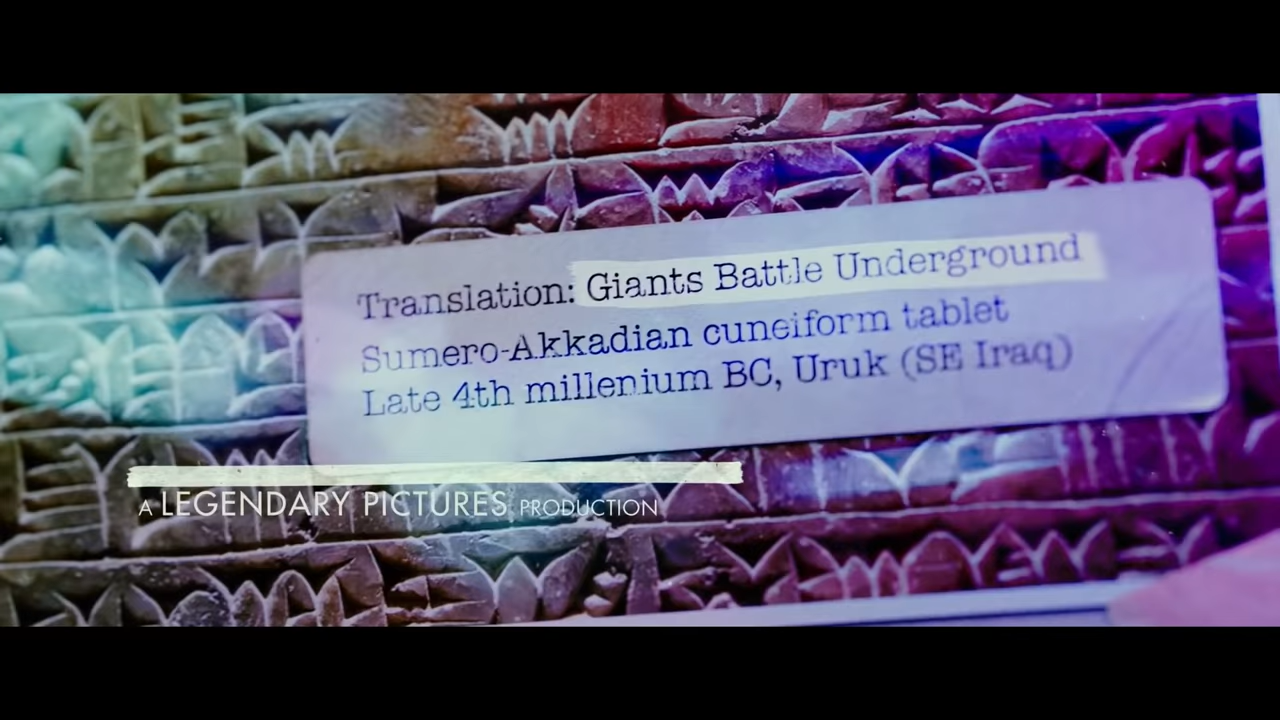 Translation: Giants Battle Underground
Sumero-Akkadian cuneiform tablet
Late 4th millenium BC, Uruk (SE Iraq)
A LEGENDARY PICTURES PRODUCTION